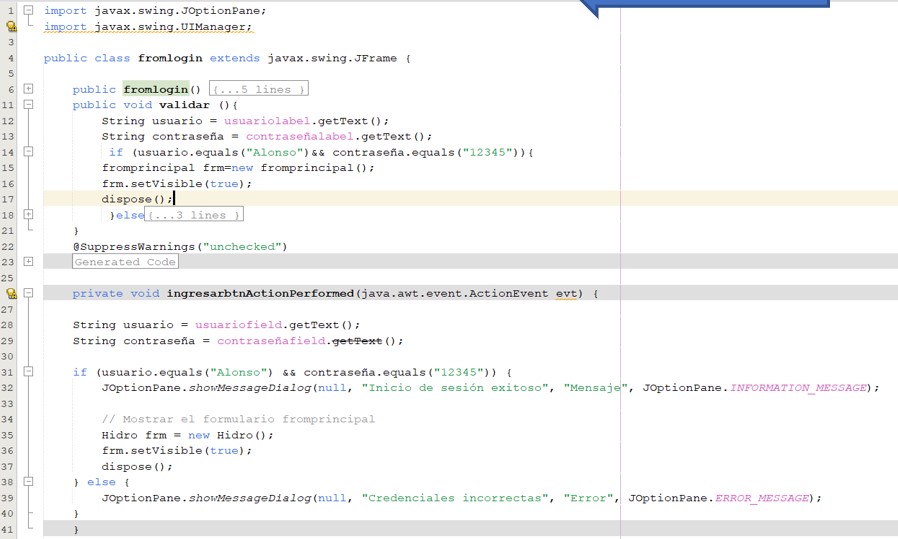 1 import javax.swing.JOptionPane;
import javax.swing.UIManager;
3
4 public class fromlogin extends javax.swing.JFrame {
5
6 public fromlogin() {...5 lines }
11 public void validar (){
12 String usuario = usuariolabel.getText();
13 String contraseña = contraseñalabel.getText();
14 if (usuario.equals("Alonso")&& contraseña.equals("12345")){
15 fromprincipal frm=new fromprincipal();
16 frm.setVisible(true);
17 dispose();
18 }else{...3 lines }
21 }
22 @SuppressWarnings("unchecked")
23 Generated Code
25
private void ingresarbtnActionPerformed(java.awt.event.ActionEvent evt) {
27
28 String usuario = usuariofield.getText();
29 String contraseña = contraseñafield.getText();
30
31 if (usuario.equals("Alonso") && contraseña.equals("12345")) {
32 JOptionPane.showMessageDialog(null, "Inicio de sesión exitoso", "Mensaje", JOptionPane.INFORMATION_MESSAGE);
33
34 // Mostrar el formulario fromprincipal
35 Hidro frm = new Hidro();
36 frm.setVisible(true);
37 dispose();
38 } else {
39 JOptionPane.showMessageDialog(null, "Credenciales incorrectas", "Error", JOptionPane.ERROR_MESSAGE);
40 }
41 }